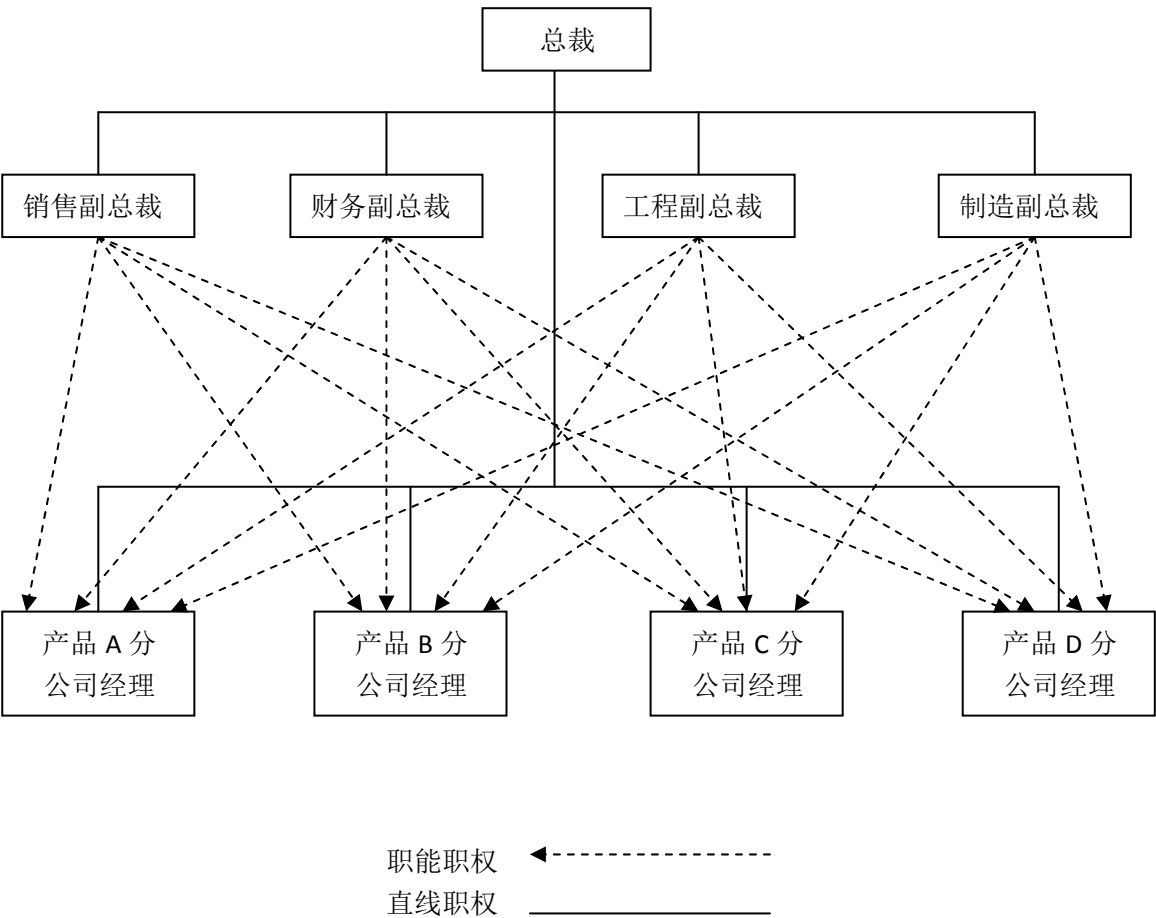 总裁
销售副总裁
财务副总裁
工程副总裁
制造副总裁
产品 A 分
公司经理
产品 B 分
公司经理
产品 C 分
公司经理
产品 D 分
公司经理
职能职权
直线职权